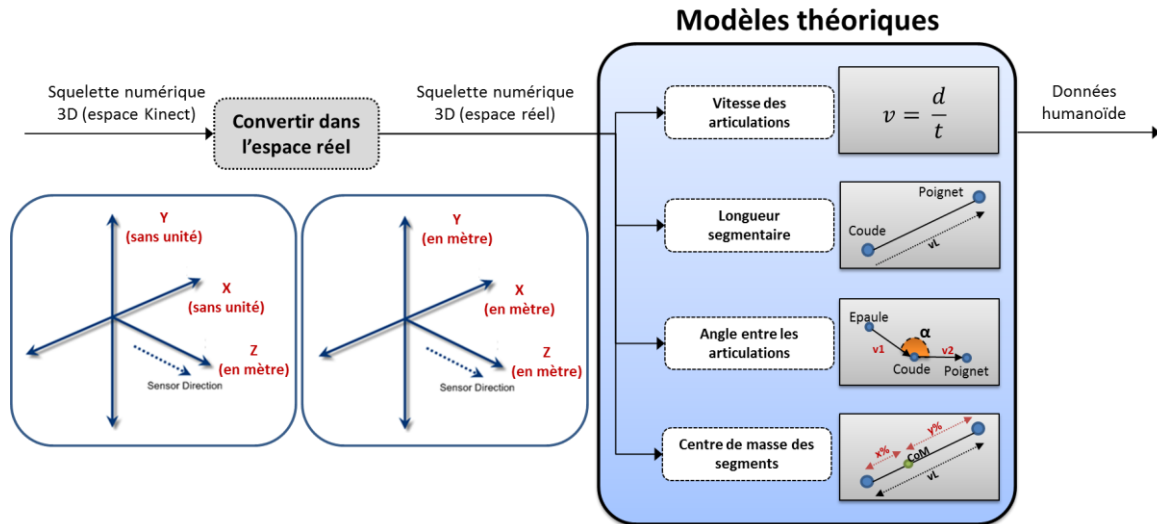 Modèles théoriques
Squelette numérique
3D (espace Kinect)
Convertir dans
l'espace réel
Squelette numérique
3D (espace réel)
Données
humanoïde
Vitesse des
articulations
v = d/t
Longueur
segmentaire
Poignet
Coude
vL
Angle entre les
articulations
Epaule
α
v1
v2
Coude
Poignet
Centre de masse des
segments
x%
y%
CoM
vL
Y
(sans unité)
X
(sans unité)
Z
(en mètre)
Sensor Direction
Y
(en mètre)
X
(en mètre)
Z
(en mètre)
Sensor Direction